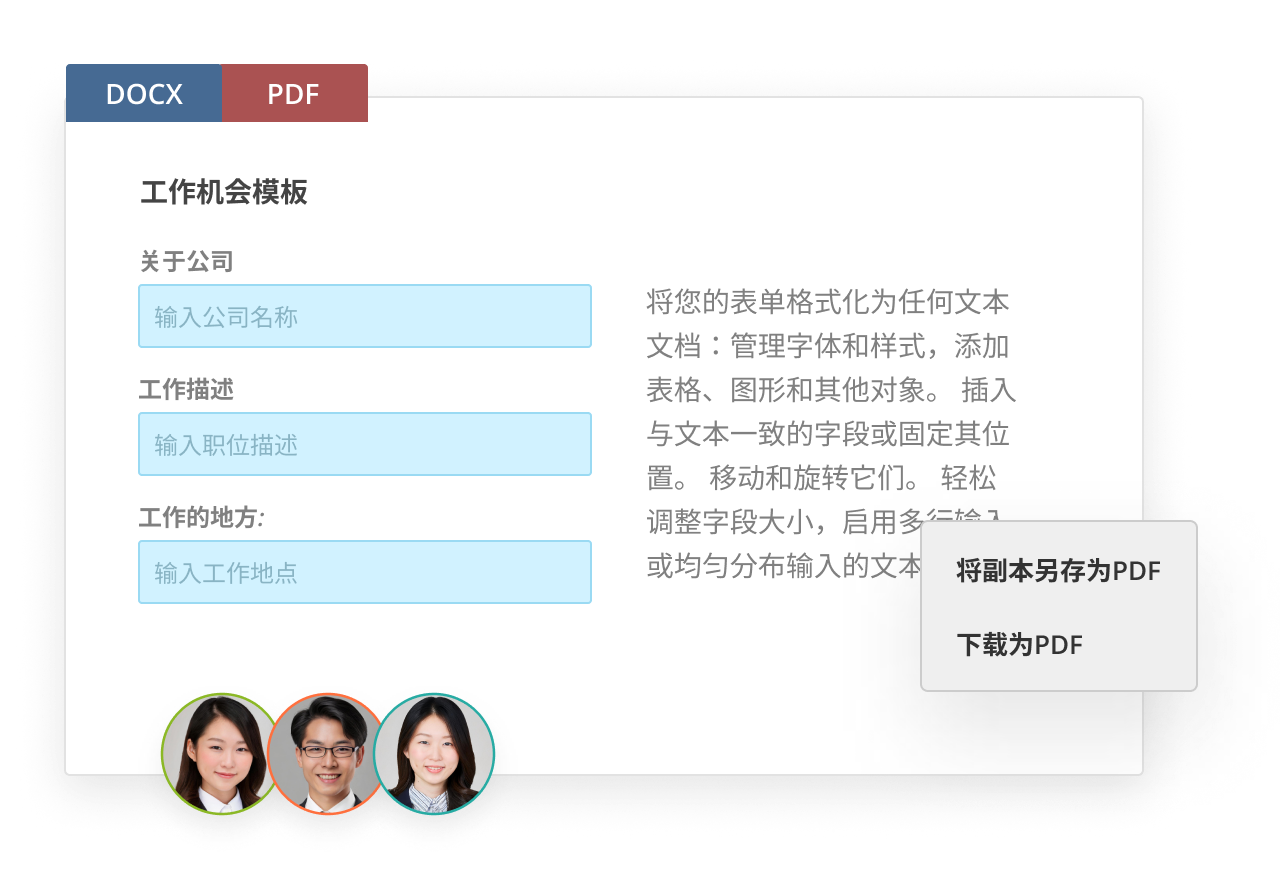 DOCX PDF
工作机会模板
关于公司
输入公司名称
工作描述
输入职位描述
工作的地方:
输入工作地点
将您的表单格式化为任何文本
文档：管理字体和样式，添加
表格、图形和其他对象。 插入
与文本一致的字段或固定其位
置。 移动和旋转它们。 轻松
调整字段大小，启用多行输入
或均匀分布输入的文本
将副本另存为PDF
下载为PDF